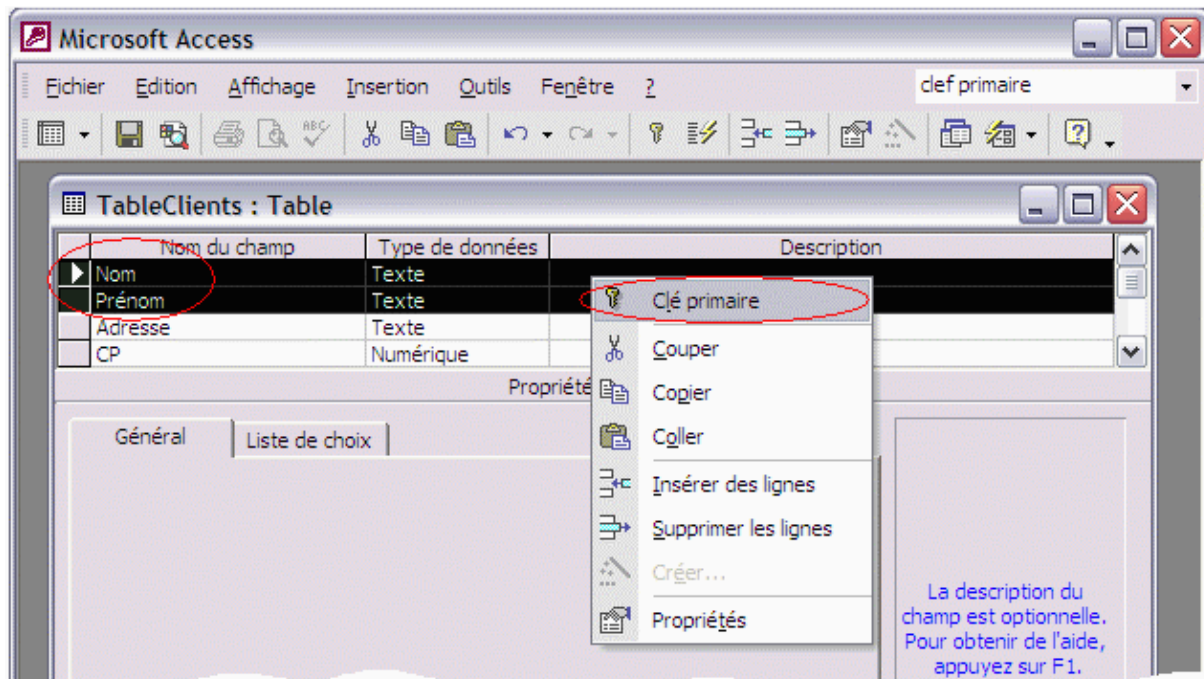 Microsoft Access
Fichier Edition Affichage Insertion Outils Fenêtre ? clef primaire
ABC
TableClients : Table
Nom du champ Type de données Description
Nom Texte
Prénom Texte
Clé primaire
Adresse Texte
CP Numérique
Couper
Propriété
Copier
Général Liste de choix
Coller
Insérer des lignes
Supprimer les lignes
Créer...
Propriétés
La description du
champ est optionnelle.
Pour obtenir de l'aide,
appuyez sur F1.